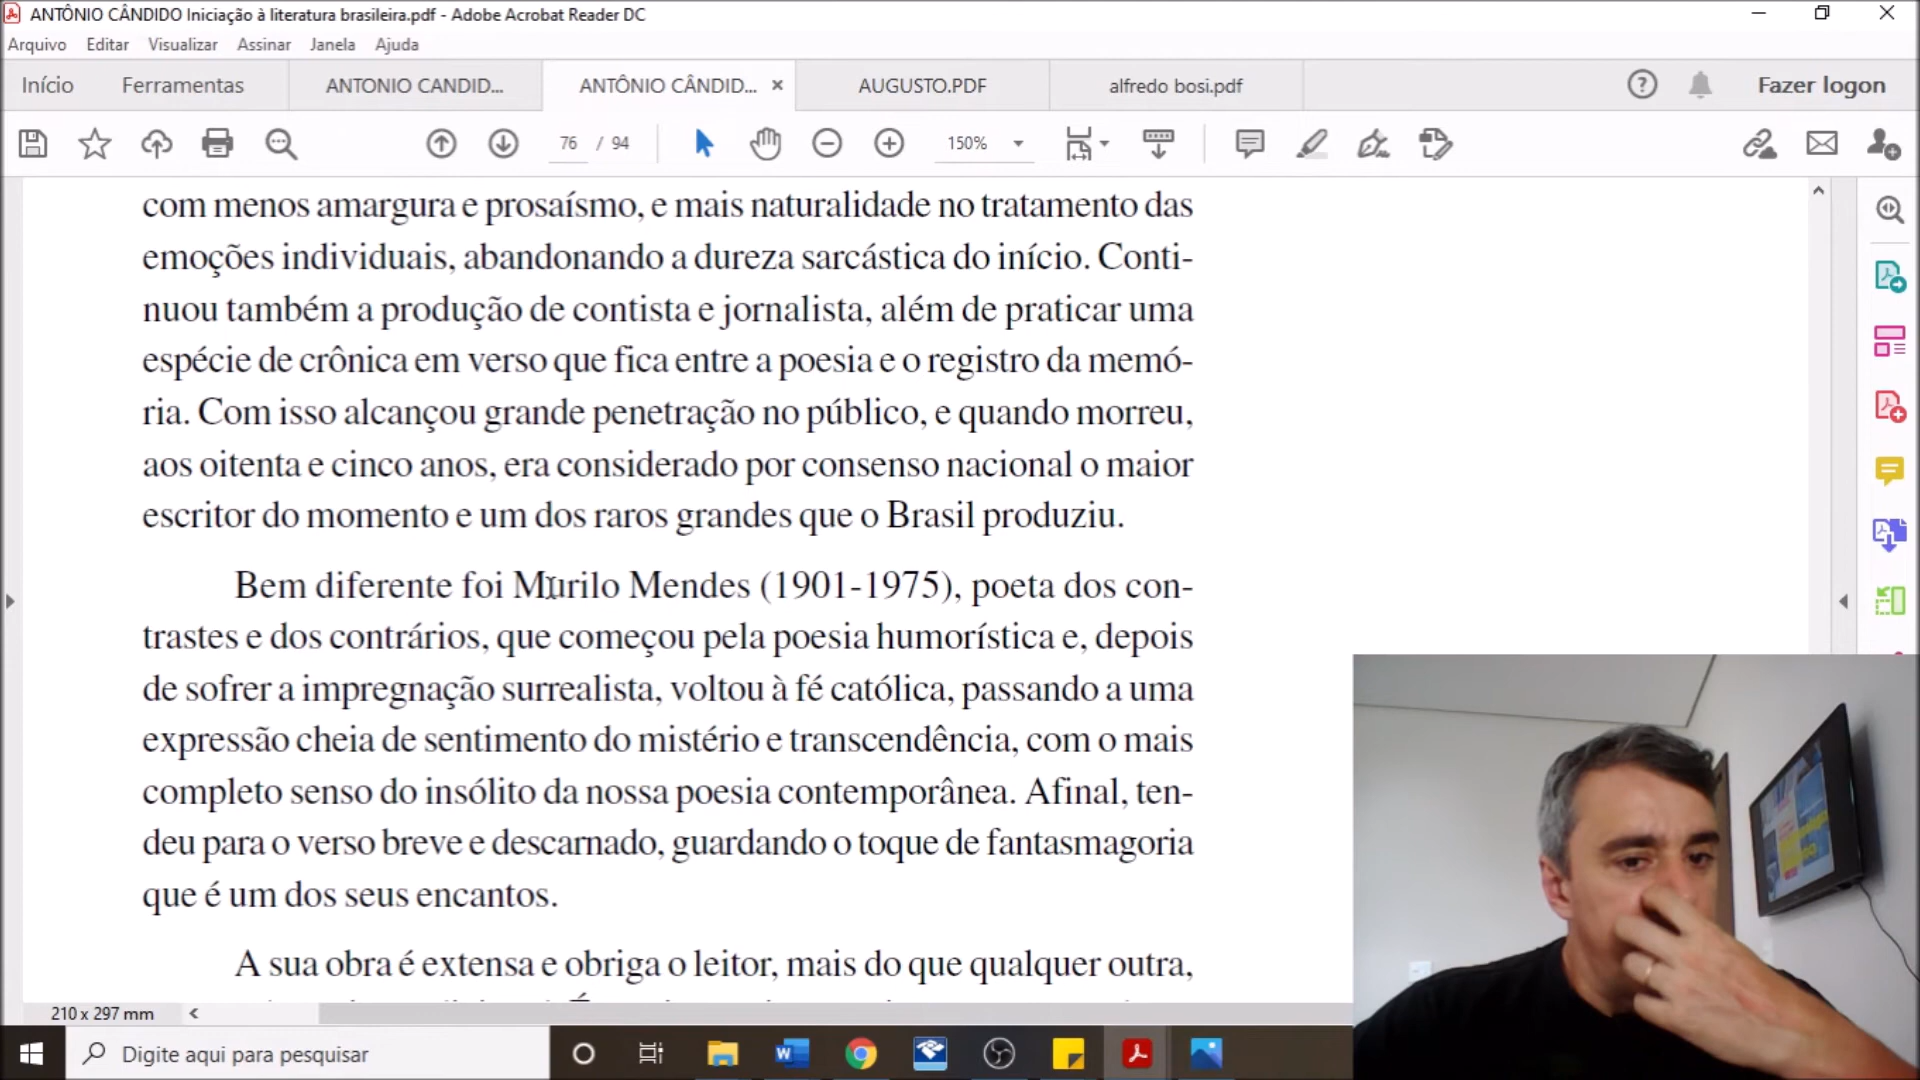 ANTÔNIO CÂNDIDO Iniciação à literatura brasileira.pdf - Adobe Acrobat Reader DC
Arquivo Editar Visualizar Assinar Janela Ajuda
Início Ferramentas ANTONIO CANDID... ANTÔNIO CÂNDID... AUGUSTO.PDF alfredo bosi.pdf Fazer logon
76 / 94 150%
com menos amargura e prosaísmo, e mais naturalidade no tratamento das
emoções individuais, abandonando a dureza sarcástica do início. Conti-
nuou também a produção de contista e jornalista, além de praticar uma
espécie de crônica em verso que fica entre a poesia e o registro da memó-
ria. Com isso alcançou grande penetração no público, e quando morreu,
aos oitenta e cinco anos, era considerado por consenso nacional o maior
escritor do momento e um dos raros grandes que o Brasil produziu.
Bem diferente foi Murilo Mendes (1901-1975), poeta dos con-
trastes e dos contrários, que começou pela poesia humorística e, depois
de sofrer a impregnação surrealista, voltou à fé católica, passando a uma
expressão cheia de sentimento do mistério e transcendência, com o mais
completo senso do insólito da nossa poesia contemporânea. Afinal, ten-
deu para o verso breve e descarnado, guardando o toque de fantasmagoria
que é um dos seus encantos.
A sua obra é extensa e obriga o leitor, mais do que qualquer outra,
210 x 297 mm
Digite aqui para pesquisar